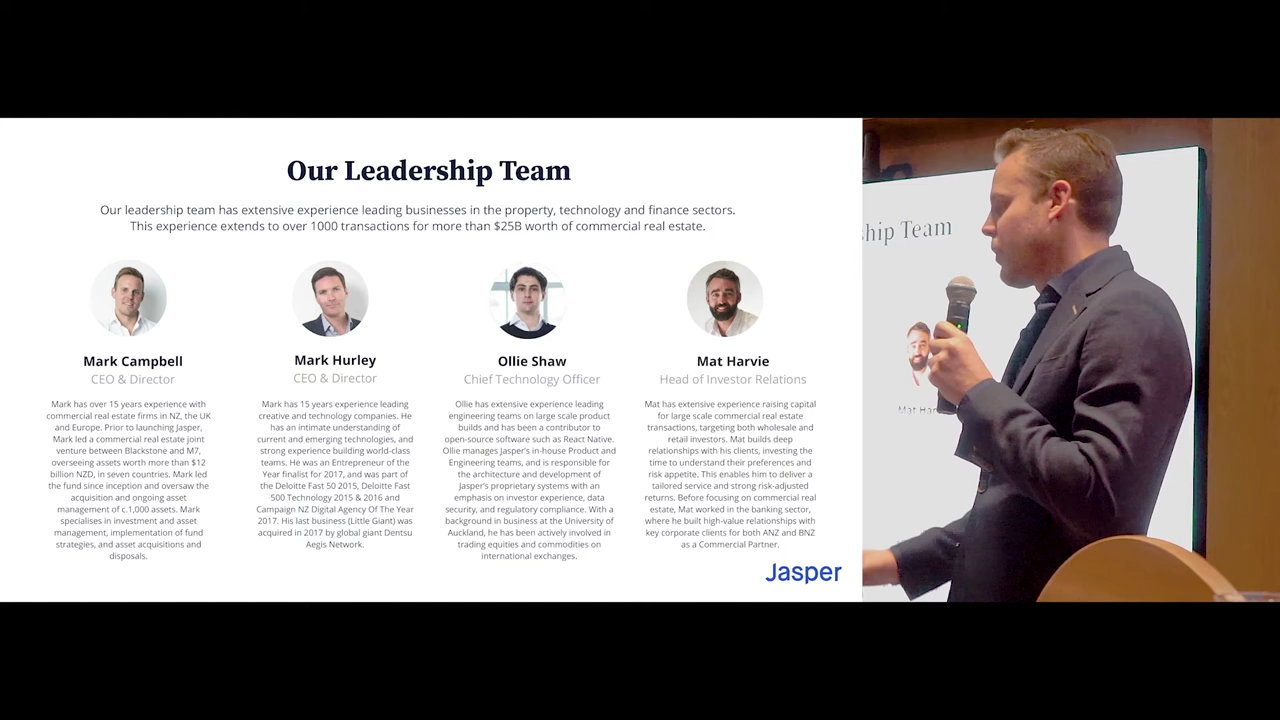 Our Leadership Team
Our leadership team has extensive experience leading businesses in the property, technology and finance sectors.
This experience extends to over 1000 transactions for more than $25B worth of commercial real estate.
Mark Campbell
CEO & Director
Mark has over 15 years experience with
commercial real estate firms in NZ, the UK
and Europe. Prior to launching Jasper,
Mark led a commercial real estate joint
venture between Blackstone and M7,
overseeing assets worth more than $12
billion NZD, in seven countries. Mark led
the fund since inception and oversaw the
acquisition and ongoing asset
management of c.1,000 assets. Mark
specialises in investment and asset
management, implementation of fund
strategies, and asset acquisitions and
disposals.
Mark Hurley
CEO & Director
Mark has 15 years experience leading
creative and technology companies. He
has an intimate understanding of
current and emerging technologies, and
strong experience building world-class
teams. He was an Entrepreneur of the
Year finalist for 2017, and was part of
the Deloitte Fast 50 2015, Deloitte Fast
500 Technology 2015 & 2016 and
Campaign NZ Digital Agency Of The Year
2017. His last business (Little Giant) was
acquired in 2017 by global giant Dentsu
Aegis Network.
Ollie Shaw
Chief Technology Officer
Ollie has extensive experience leading
engineering teams on large scale product
builds and has been a contributor to
open-source software such as React Native.
Ollie manages Jasper's in-house Product and
Engineering teams, and is responsible for
the architecture and development of
Jasper's proprietary systems with an
emphasis on investor experience, data
security, and regulatory compliance. With a
background in business at the University of
Auckland, he has been actively involved in
trading equities and commodities on
international exchanges.
Mat Harvie
Head of Investor Relations
Mat has extensive experience raising capital
for large scale commercial real estate
transactions, targeting both wholesale and
retail investors. Mat builds deep
relationships with his clients, investing the
time to understand their preferences and
risk appetite. This enables him to deliver a
tailored service and strong risk-adjusted
returns. Before focusing on commercial real
estate, Mat worked in the banking sector,
where he built high-value relationships with
key corporate clients for both ANZ and BNZ
as a Commercial Partner.
Jasper
ship Team
Mat Har